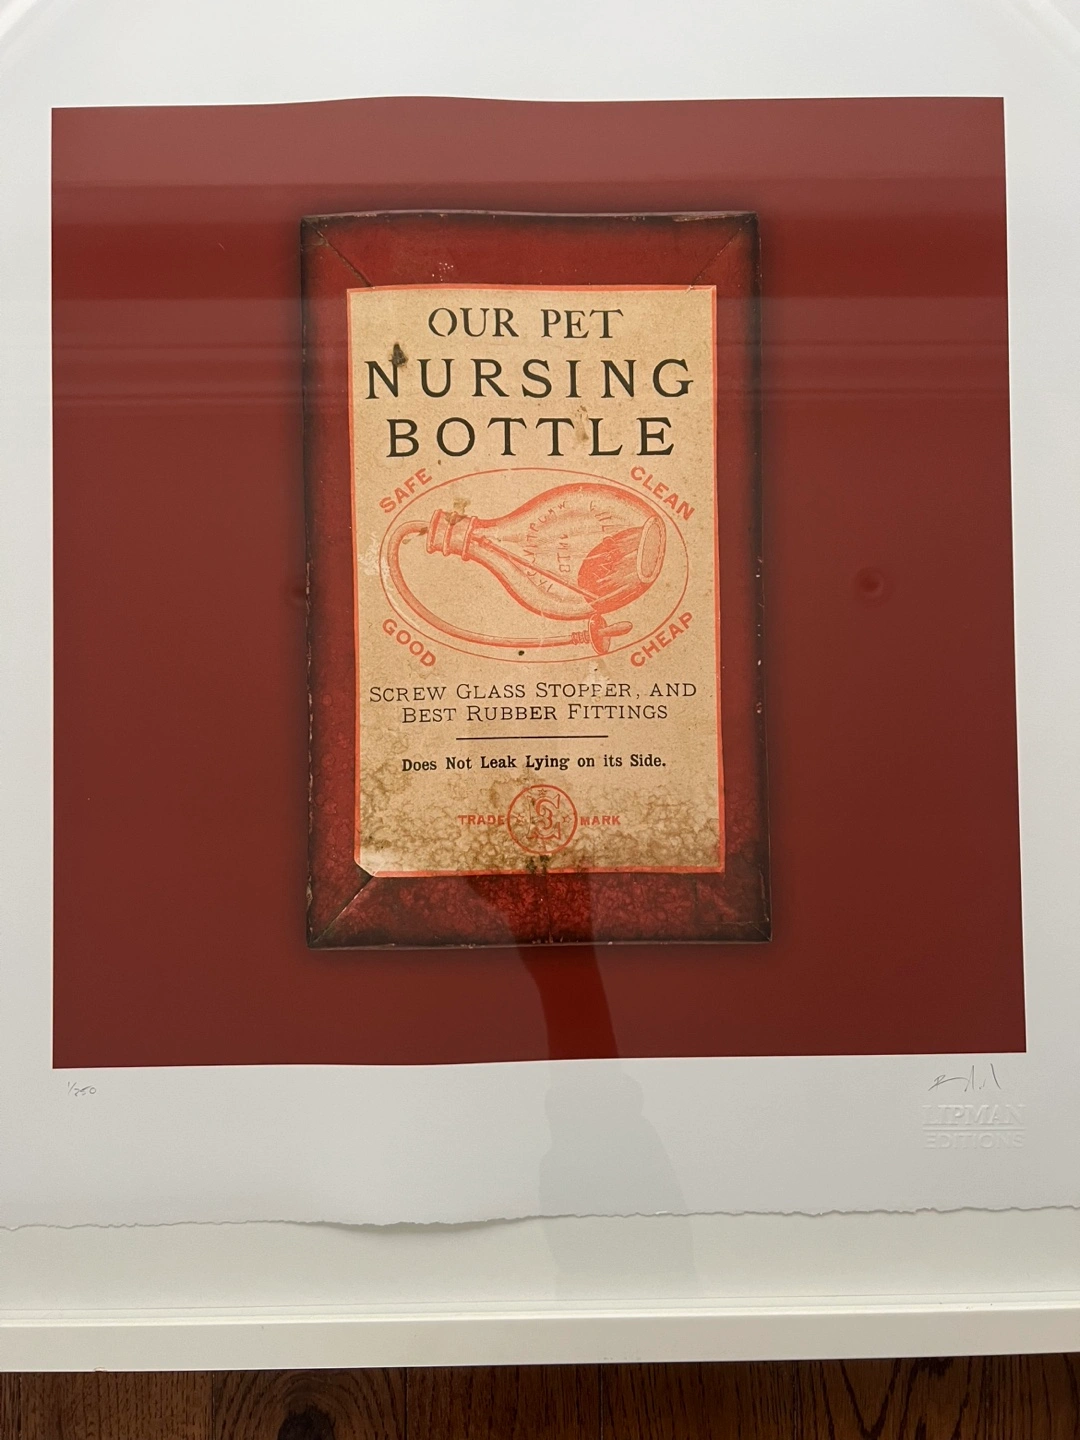 OUR PET
NURSING
BOTTLE
SAFE
CLEAN
GOOD
CHEAP
SCREW GLASS STOPPER, AND
BEST RUBBER FITTINGS
Does Not Leak Lying on its Side.
TRADE MARK
1/250
LIPMAN
EDITIONS